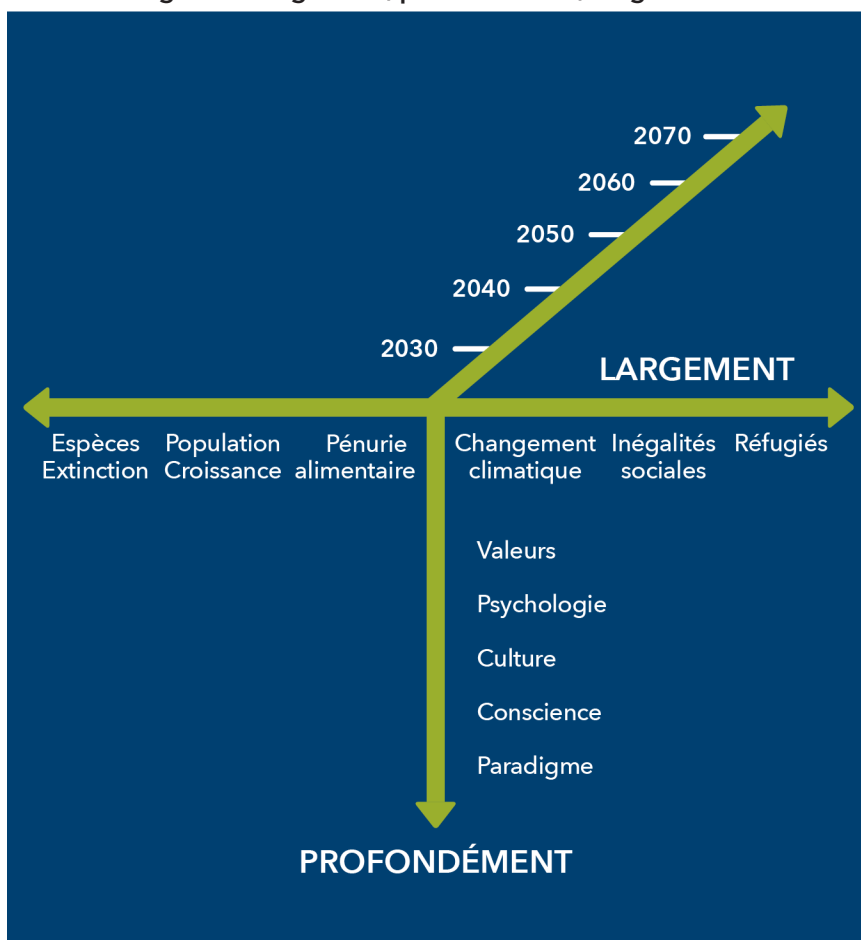 2070
2060
2050
2040
2030
LARGEMENT
Espèces Extinction
Population Croissance
Pénurie alimentaire
Changement climatique
Inégalités sociales
Réfugiés
Valeurs
Psychologie
Culture
Conscience
Paradigme
PROFONDÉMENT